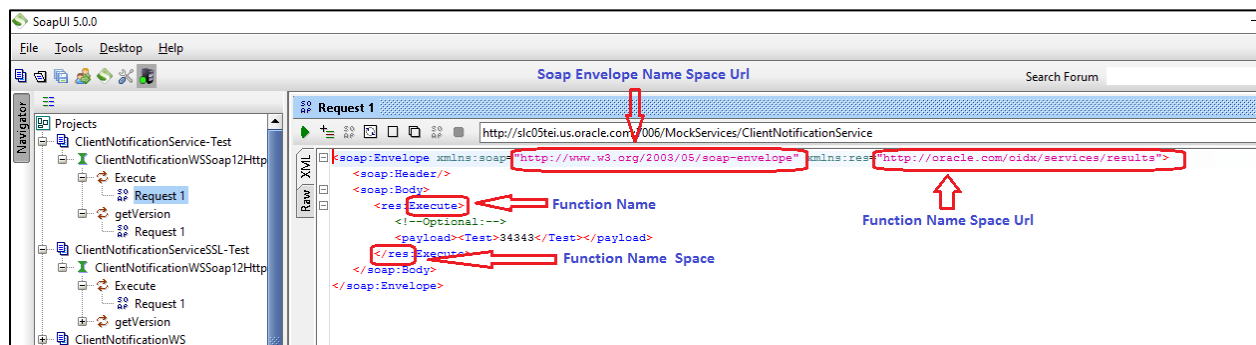 SoapUI 5.0.0
File Tools Desktop Help
Soap Envelope Name Space Url
Search Forum
Navigator
Projects
ClientNotificationService-Test
ClientNotificationWSSoap12Http
Execute
Request 1
getVersion
Request 1
ClientNotificationServiceSSL-Test
ClientNotificationWSSoap12Http
Execute
Request 1
getVersion
ClientNotificationWS
Request 1
http://slc05tei.us.oracle.com:7006/MockServices/ClientNotificationService
XML
Raw
<soap:Envelope xmlns:soap="http://www.w3.org/2003/05/soap-envelope" xmlns:res="http://oracle.com/oidx/services/results">
<soap:Header/>
<soap:Body>
<res:Execute>
<!--Optional:-->
<payload><Test>34343</Test></payload>
</res:Execute>
</soap:Body>
</soap:Envelope>
Function Name
Function Name Space Url
Function Name Space